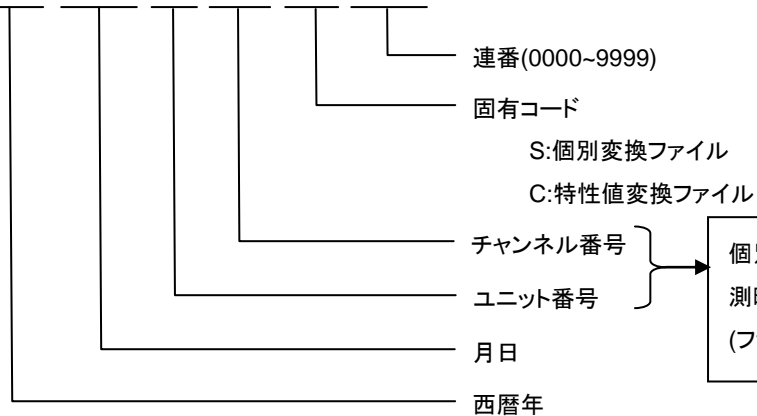 連番(0000~9999)
固有コード
S:個別変換ファイル
C:特性値変換ファイル
チャンネル番号
ユニット番号
月日
西暦年